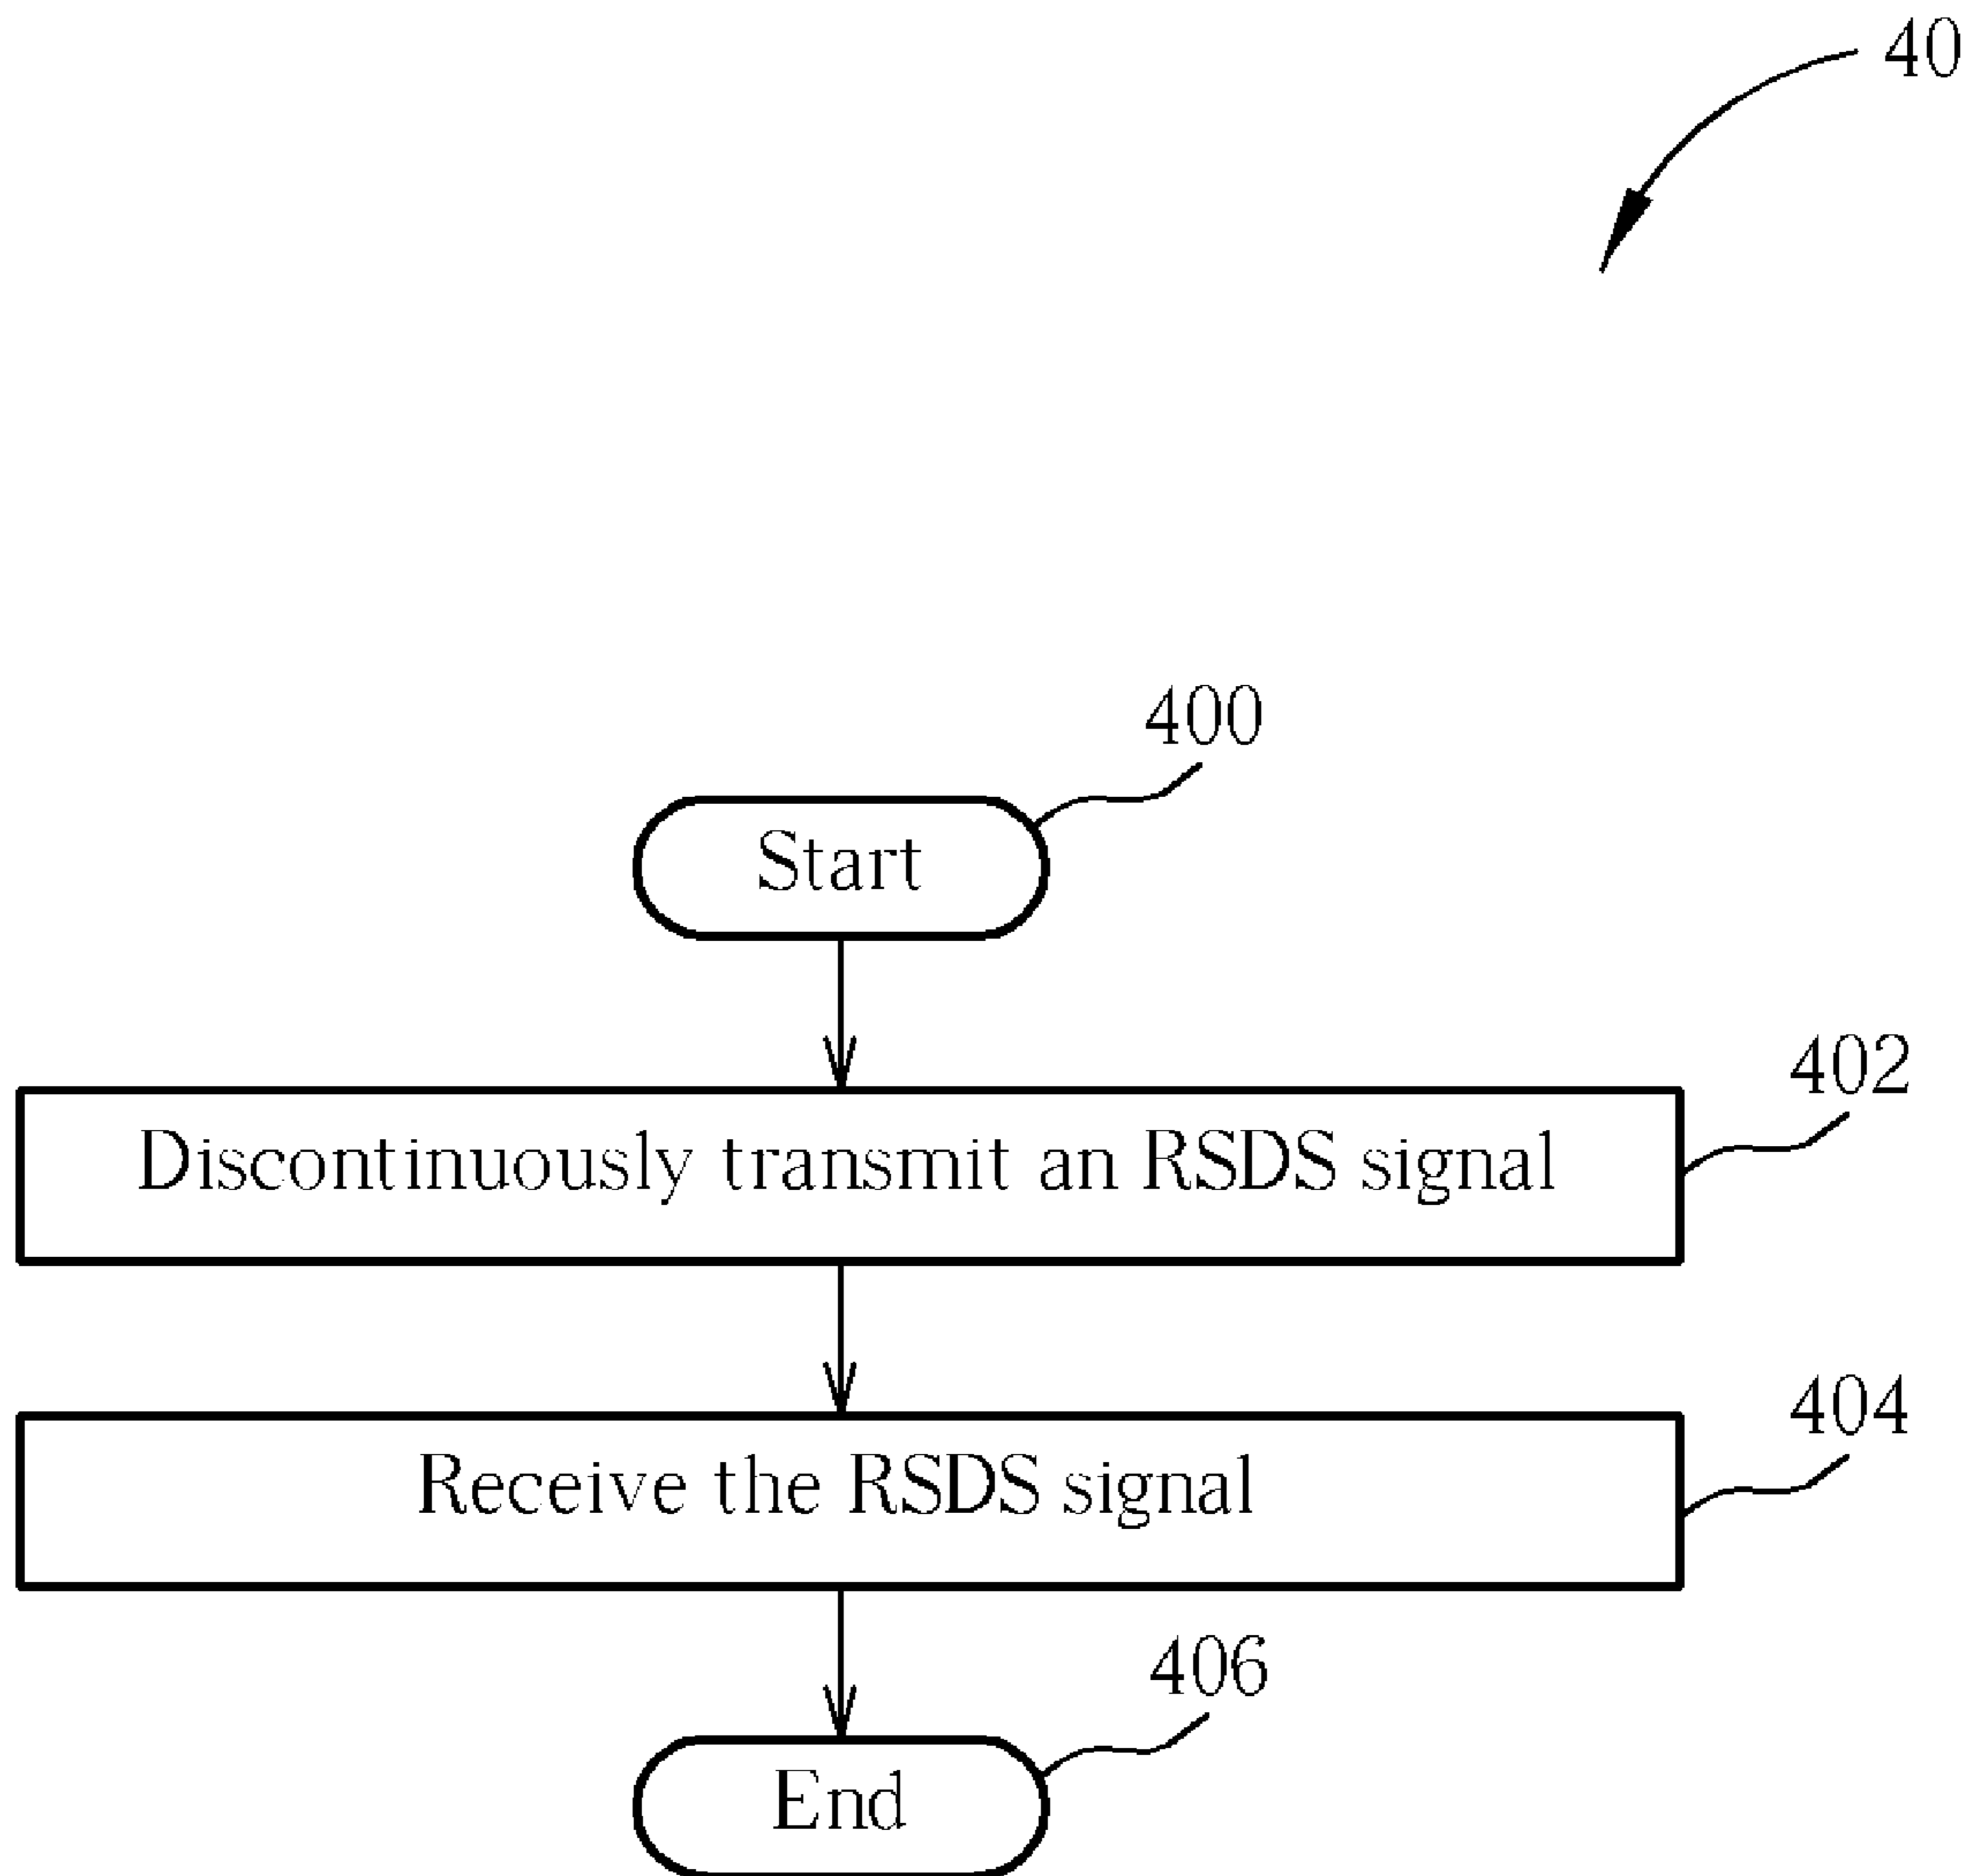 40
400
Start
402
Discontinuously transmit an RSDS signal
404
Receive the RSDS signal
406
End